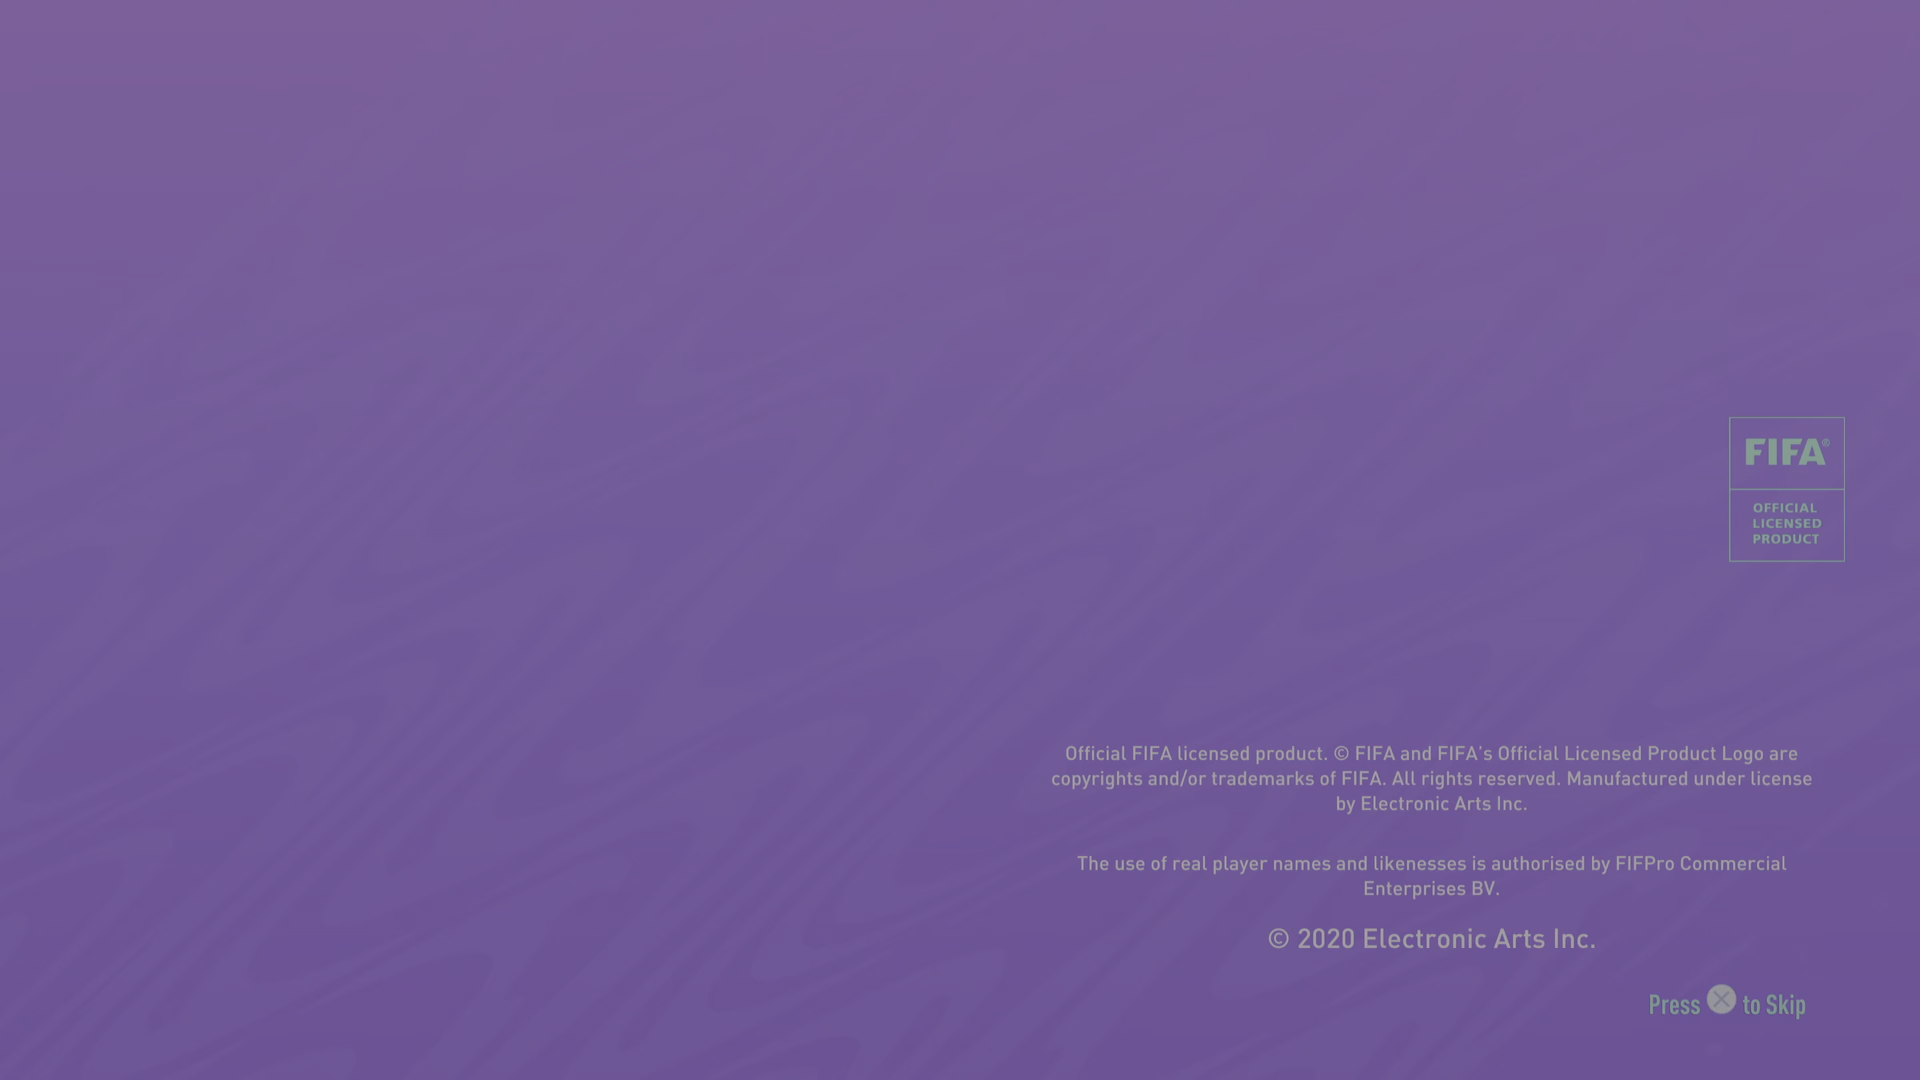 FIFA®
OFFICIAL
LICENSED
PRODUCT
Official FIFA licensed product. © FIFA and FIFA's Official Licensed Product Logo are
copyrights and/or trademarks of FIFA. All rights reserved. Manufactured under license
by Electronic Arts Inc.
The use of real player names and likenesses is authorised by FIFPro Commercial
Enterprises BV.
© 2020 Electronic Arts Inc.
Press ⓧ to Skip